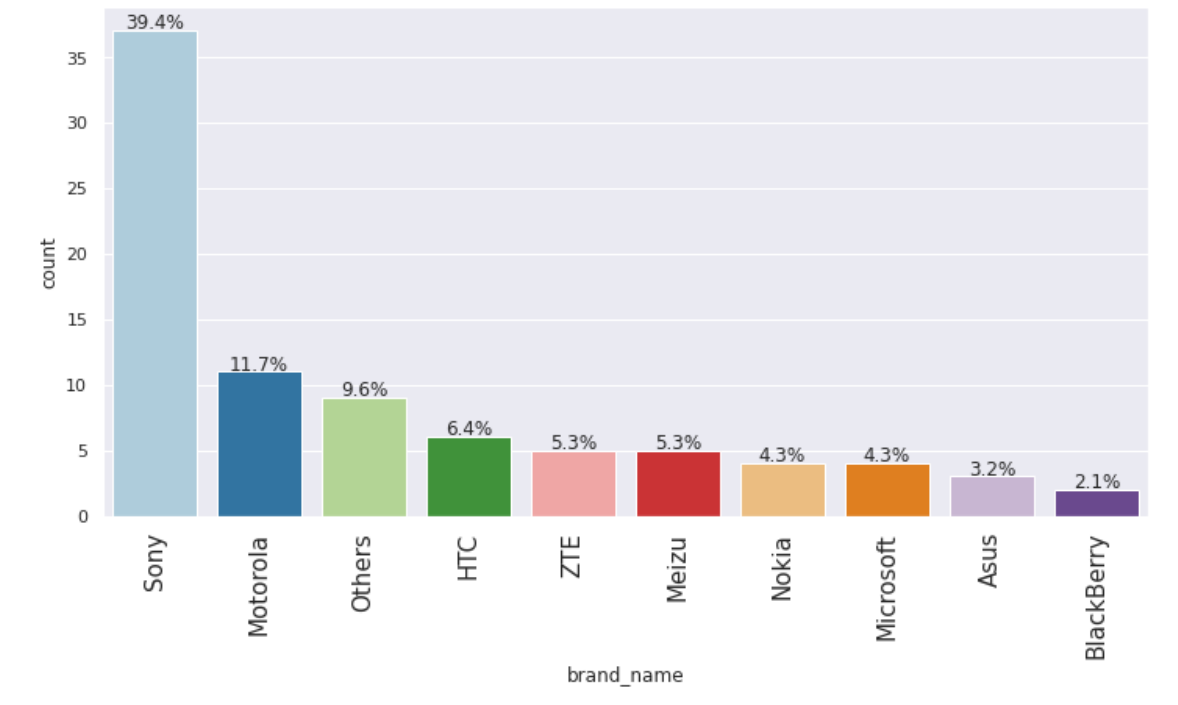 39.4%
35
30
25
20
15
10
5
0
count
11.7%
9.6%
6.4%
5.3%
5.3%
4.3%
4.3%
3.2%
2.1%
Sony
Motorola
Others
HTC
ZTE
Meizu
Nokia
Microsoft
Asus
BlackBerry
brand_name